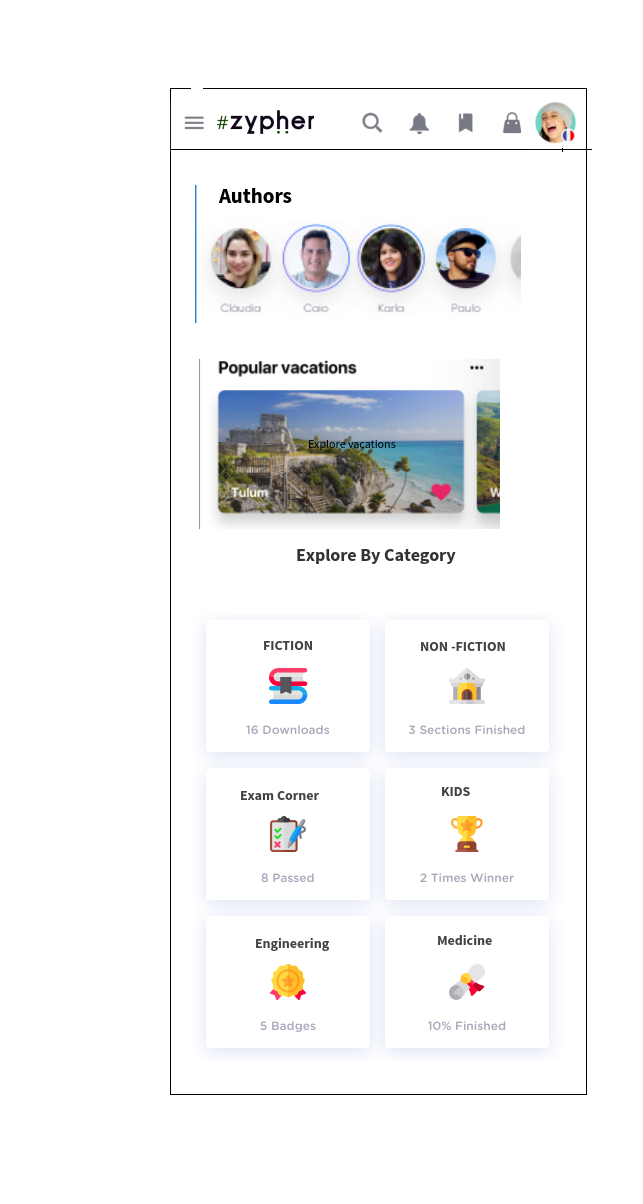 #zypher
Authors
Cláudia Caio Karla Paulo
Popular vacations
Explore vacations
Tulum W
Explore By Category
FICTION NON -FICTION
16 Downloads 3 Sections Finished
Exam Corner KIDS
8 Passed 2 Times Winner
Engineering Medicine
5 Badges 10% Finished